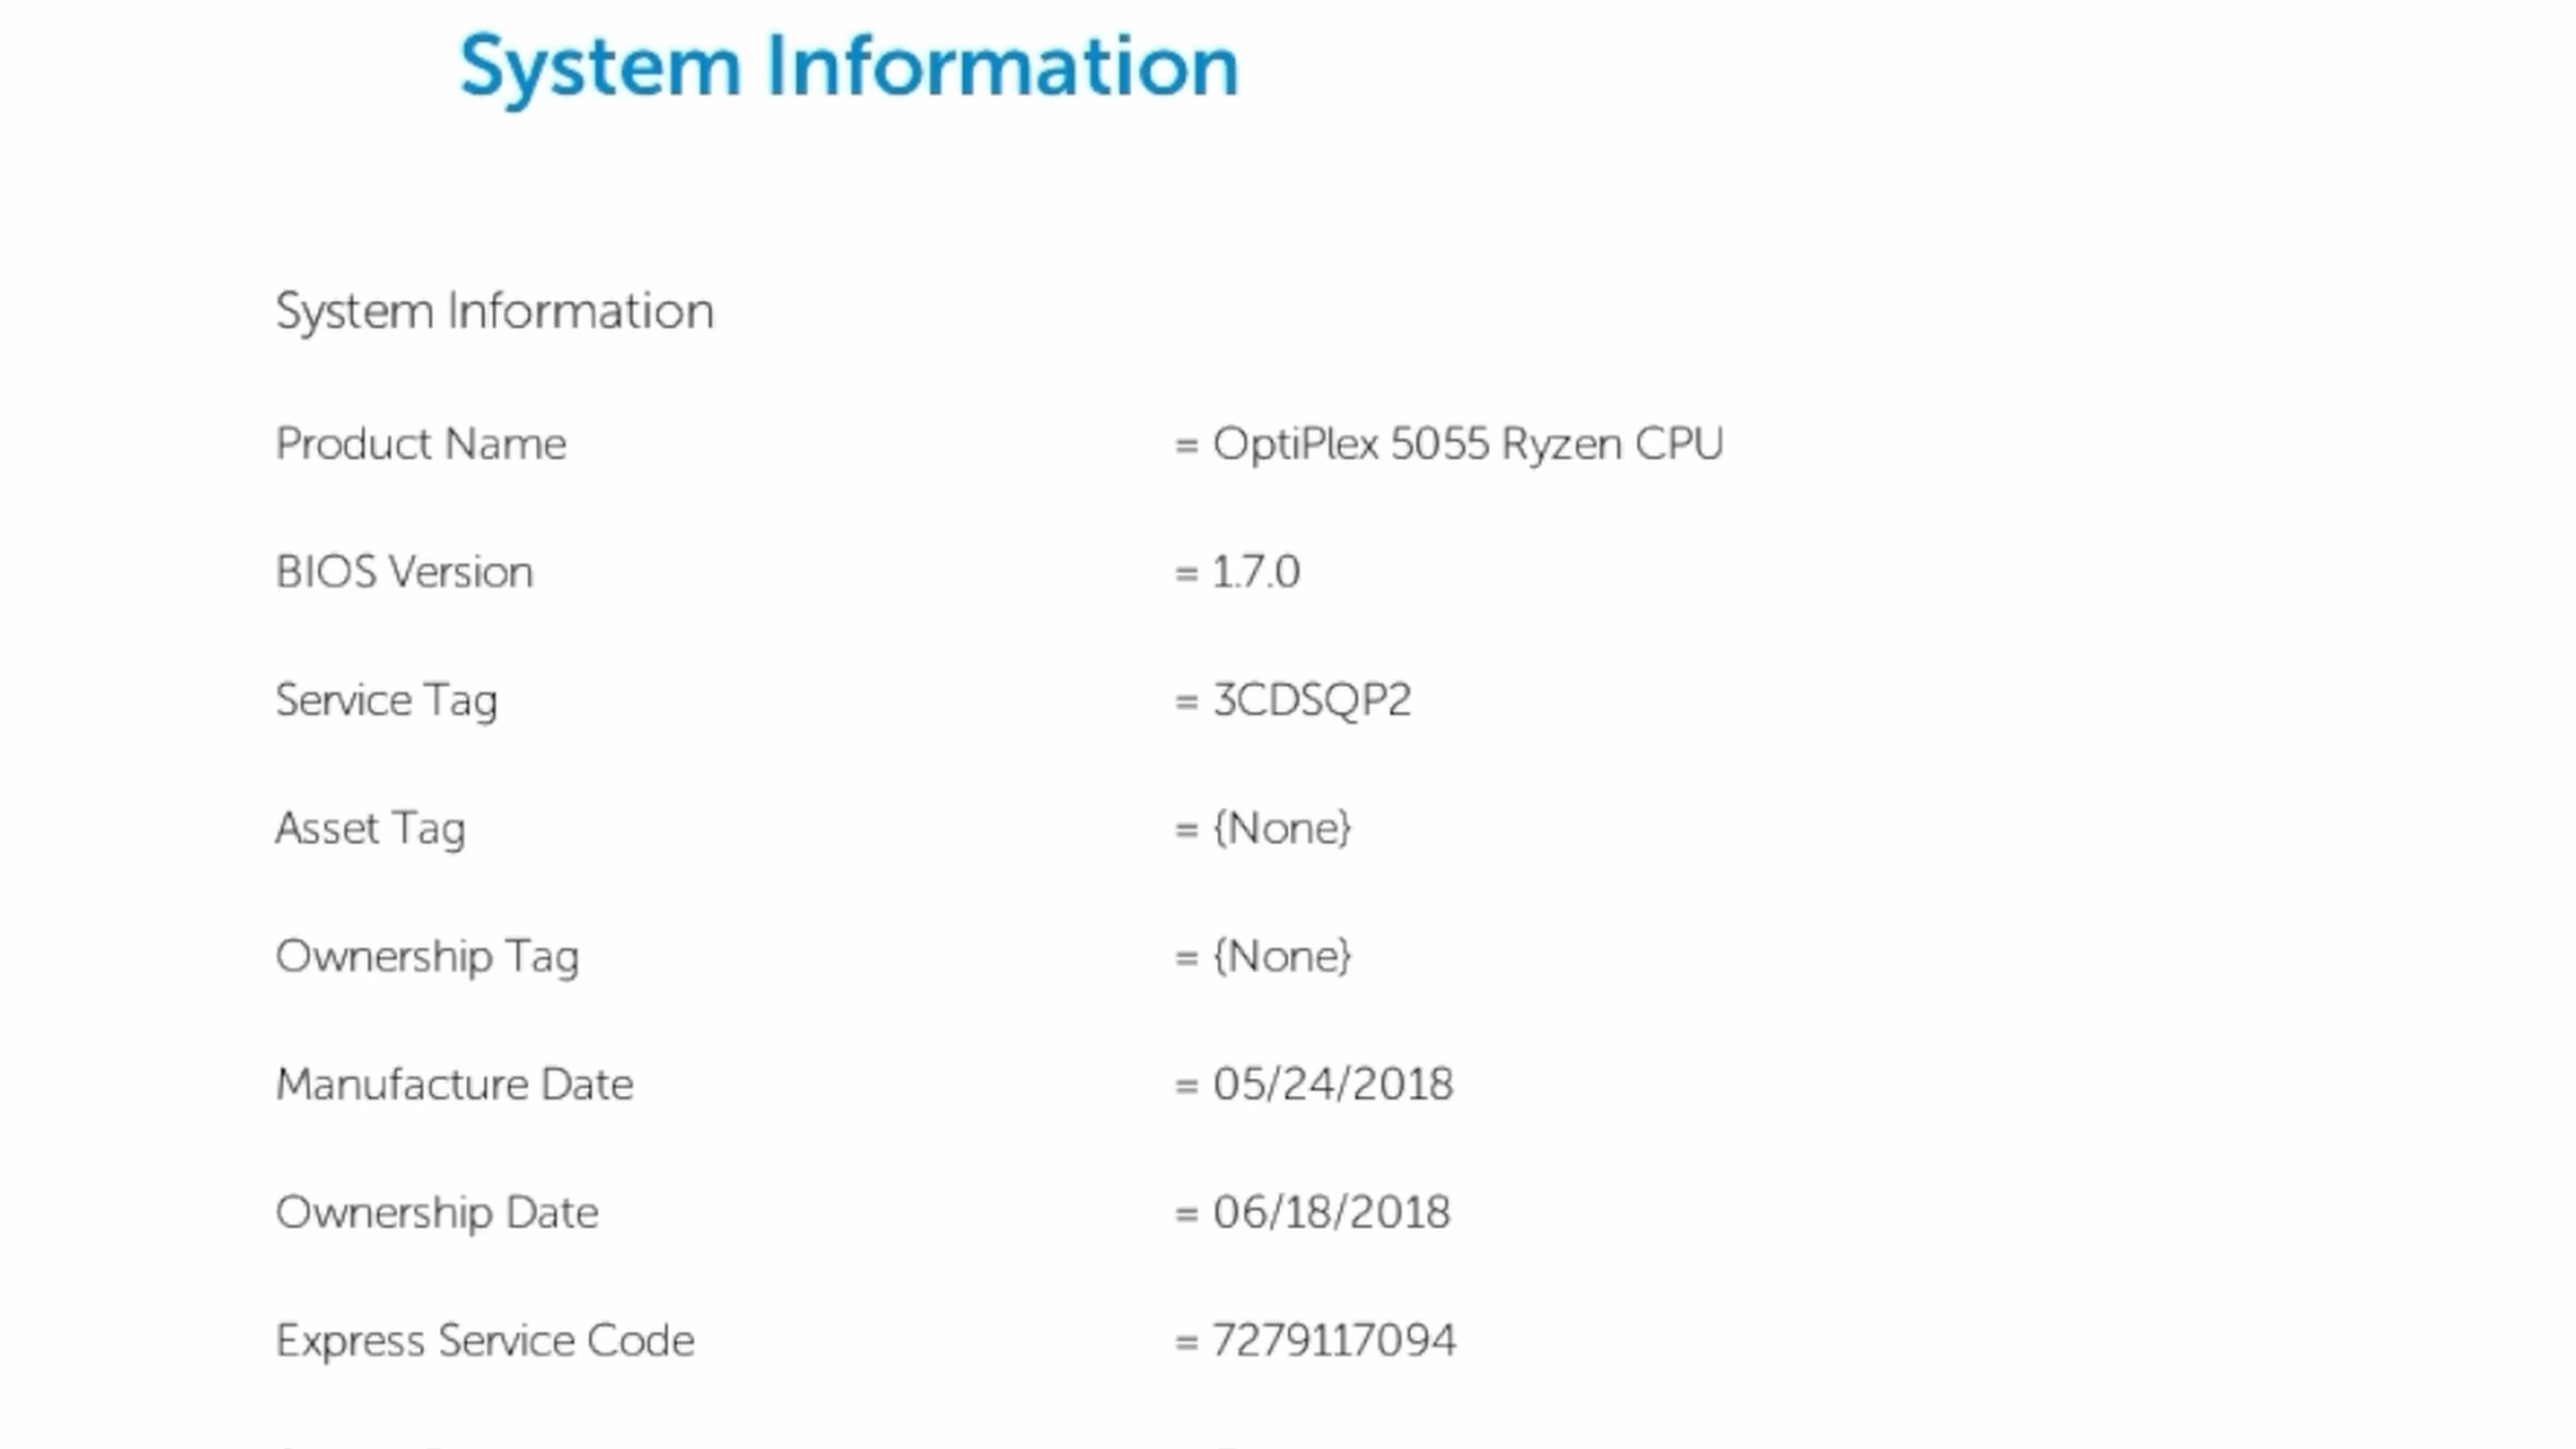 System Information
System Information
Product Name = OptiPlex 5055 Ryzen CPU
BIOS Version = 1.7.0
Service Tag = 3CDSQP2
Asset Tag = {None}
Ownership Tag = {None}
Manufacture Date = 05/24/2018
Ownership Date = 06/18/2018
Express Service Code = 7279117094